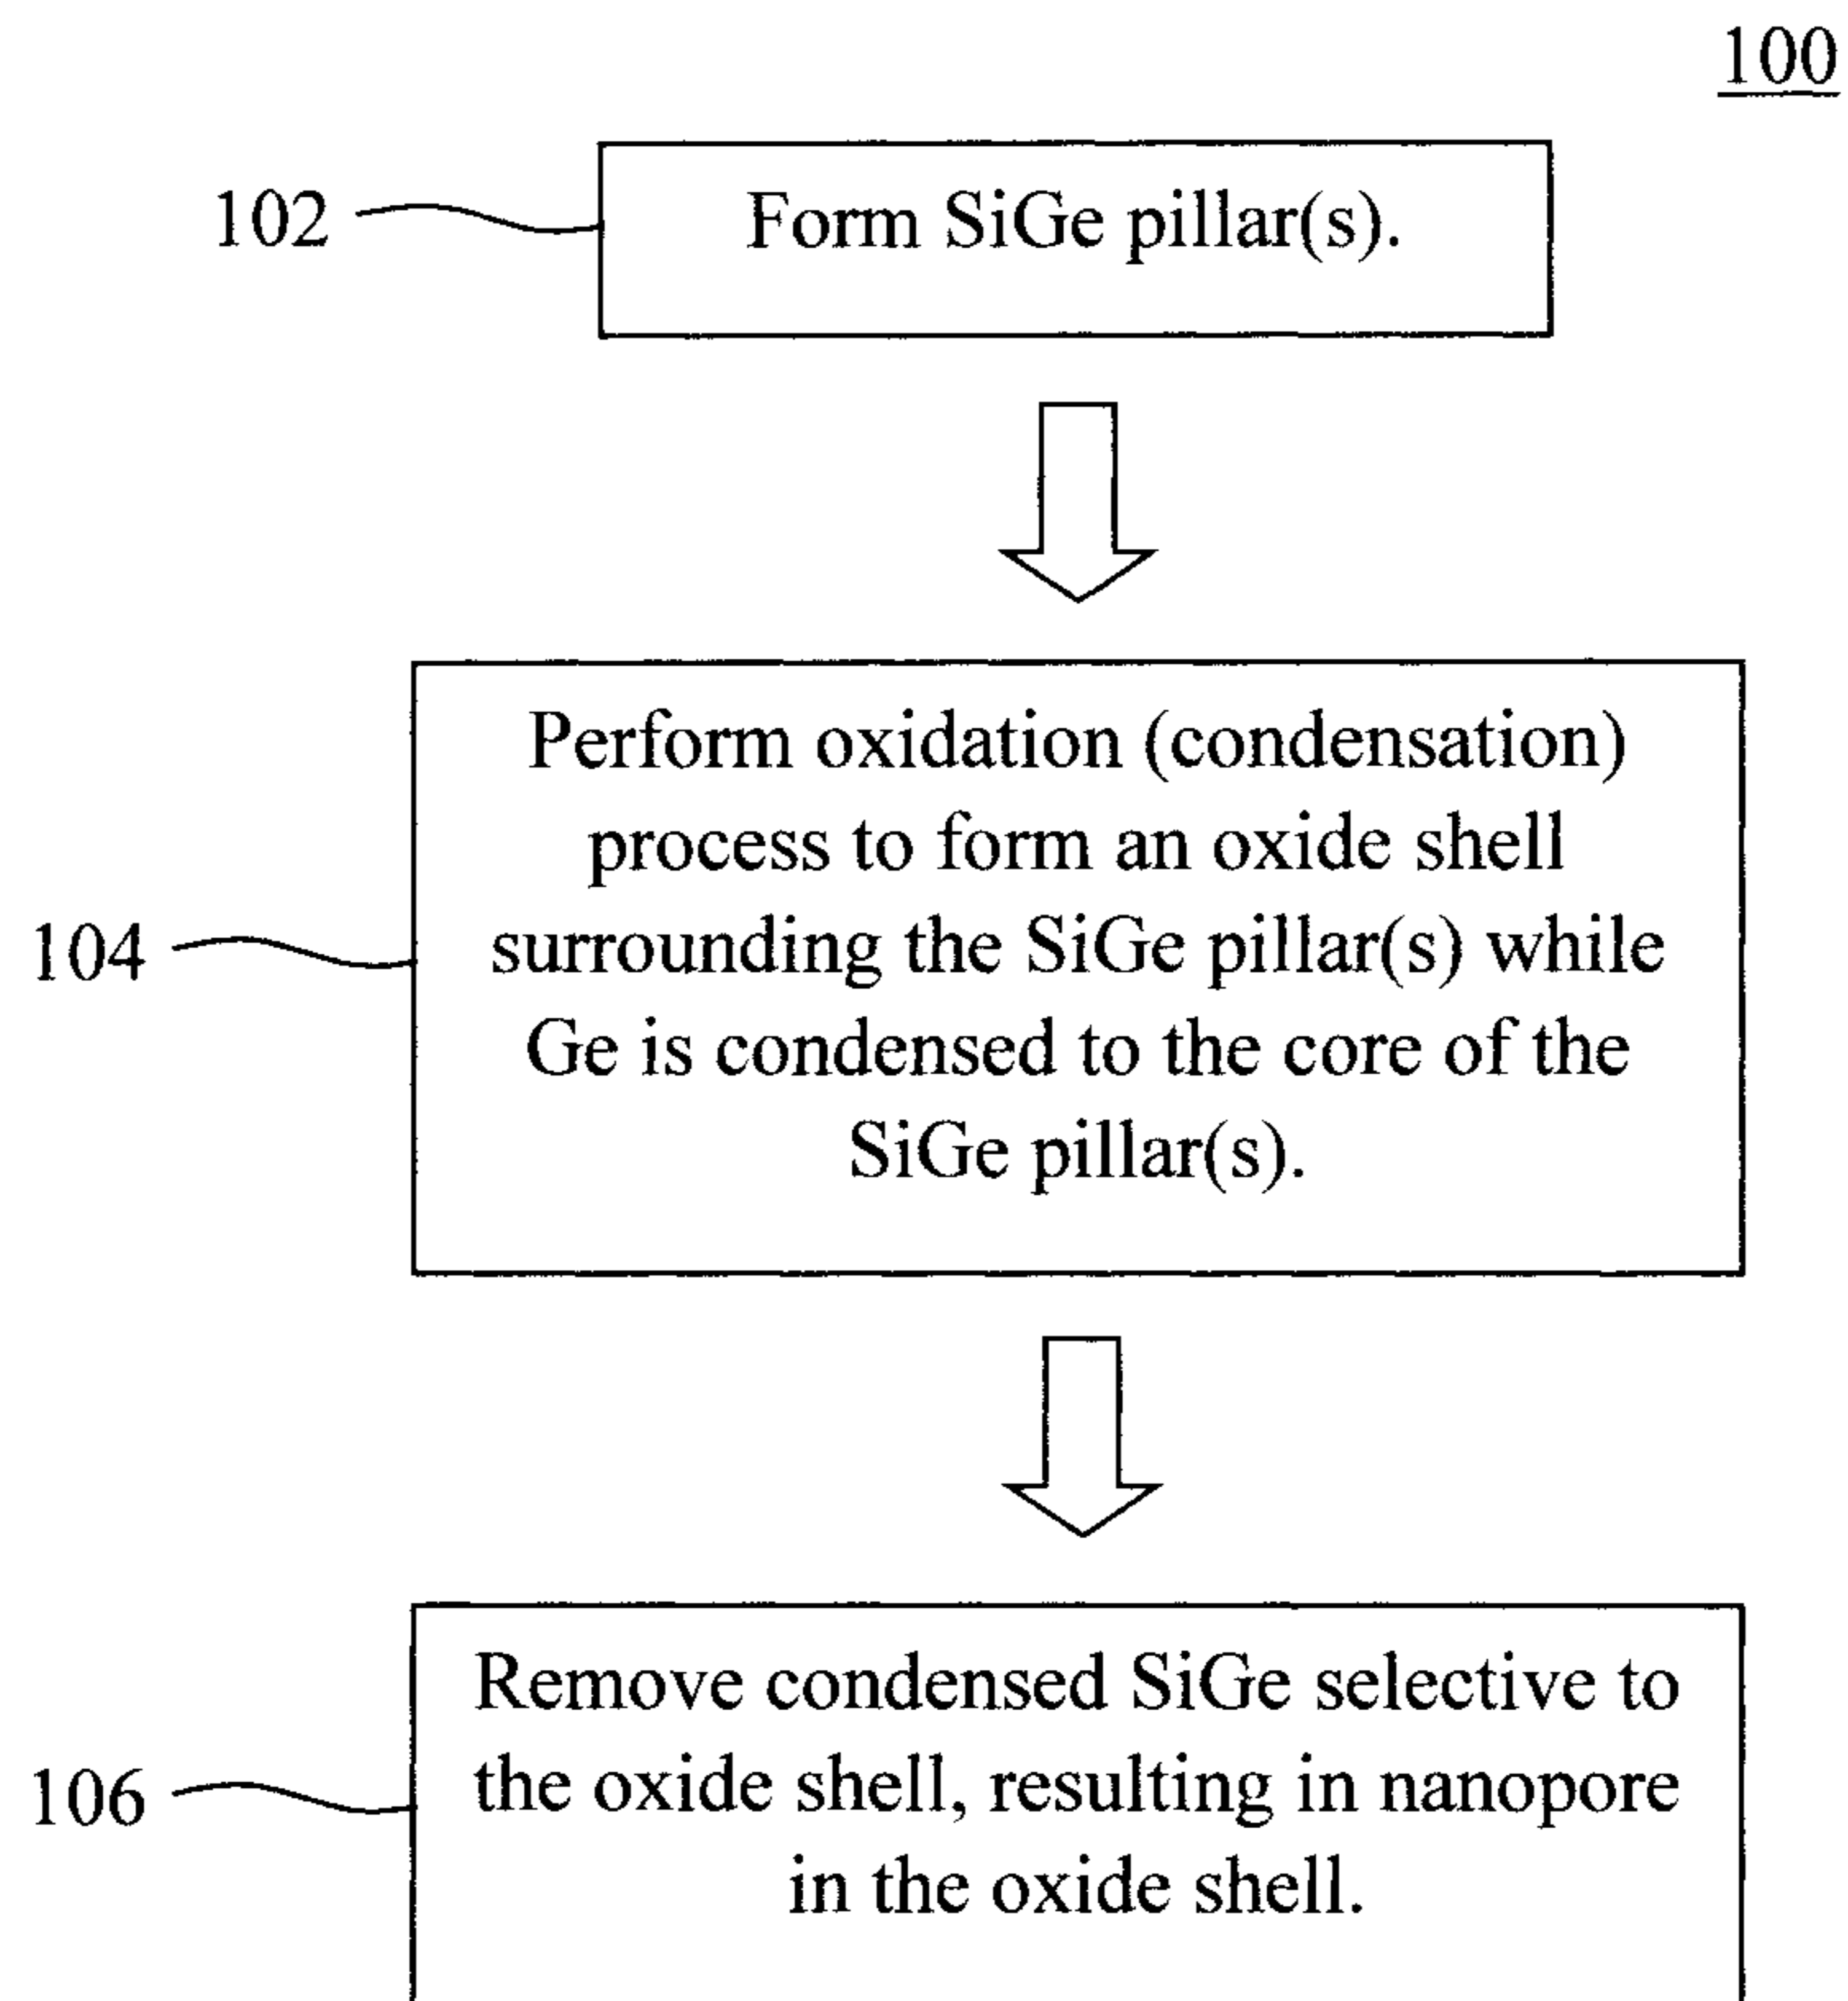 100
102
Form SiGe pillar(s).
Perform oxidation (condensation)
process to form an oxide shell
104
surrounding the SiGe pillar(s) while
Ge is condensed to the core of the
SiGe pillar(s).
Remove condensed SiGe selective to
106
the oxide shell, resulting in nanopore
in the oxide shell.